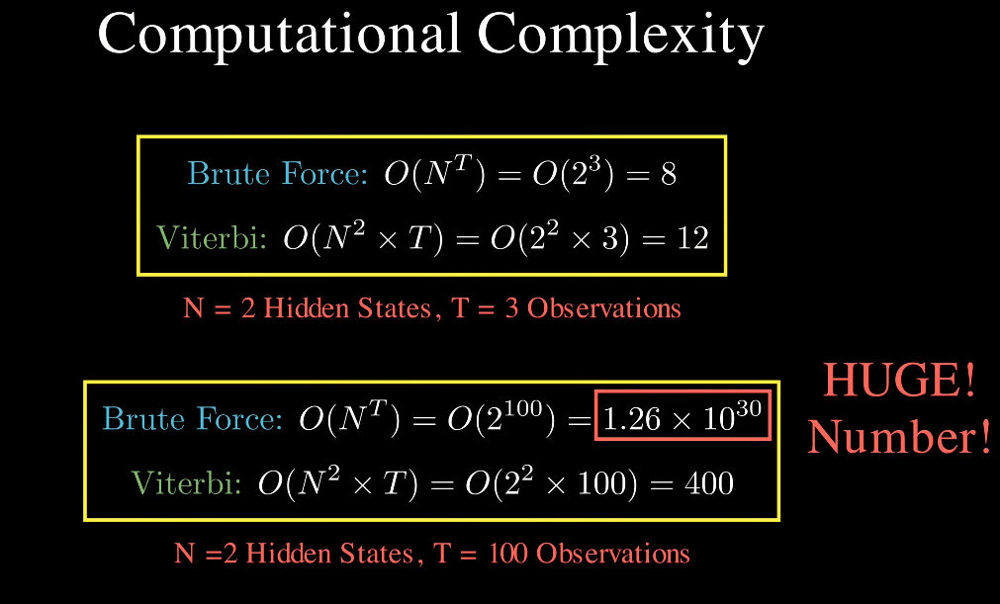 Computational Complexity
Brute Force: O(N^T) = O(2^3) = 8
Viterbi: O(N^2 × T) = O(2^2 × 3) = 12
N = 2 Hidden States, T = 3 Observations
Brute Force: O(N^T) = O(2^100) = 1.26 × 10^30
Viterbi: O(N^2 × T) = O(2^2 × 100) = 400
N =2 Hidden States, T = 100 Observations
HUGE!
Number!